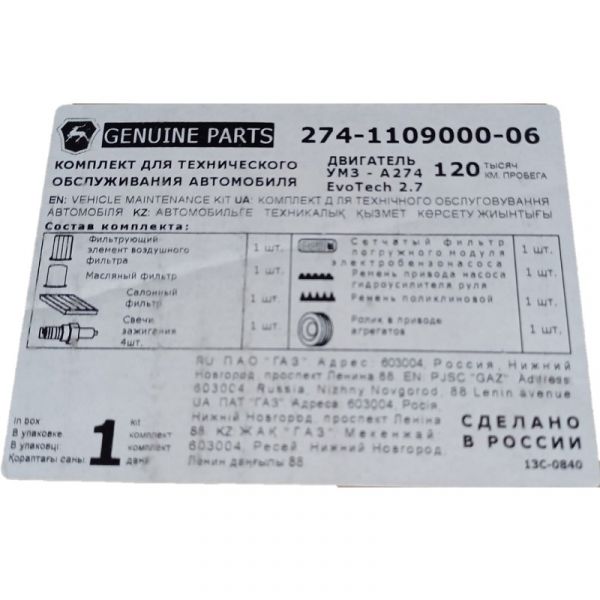 GENUINE PARTS 274-1109000-06
КОМПЛЕКТ ДЛЯ ТЕХНИЧЕСКОГО
ОБСЛУЖИВАНИЯ АВТОМОБИЛЯ
ДВИГАТЕЛЬ
УМЗ - А274
EvoTech 2.7
120 ТЫСЯЧ
КМ. ПРОБЕГА
EN: VEHICLE MAINTENANCE KIT UA: КОМПЛЕКТ ДЛЯ ТЕХНІЧНОГО ОБСЛУГОВУВАННЯ
АВТОМОБІЛЯ KZ: АВТОМОБИЛЬГЕ ТЕХНИКАЛЫҚ ҚЫЗМЕТ КӨРСЕТУ ЖИЫНТЫҒЫ
Состав комплекта:
Фильтрующий
элемент воздушного
фильтра
1 шт.
Масляный фильтр
1 шт.
Салонный
фильтр
1 шт.
Свечи
зажигания
4шт.
1 шт.
Сетчатый фильтр
погружного модуля
электробензонасоса
1 шт.
Ремень привода насоса
гидроусилителя руля
1 шт.
Ремень поликлиновой
1 шт.
Ролик в приводе
агрегатов
1 шт.
RU ПАО "ГАЗ" Адрес: 603004, Россия, Нижний
Новгород, проспект Ленина 88 EN: PJSC "GAZ" Address:
603004, Russia, Nizhny Novgorod, 88 Lenin avenue
UA ПАТ "ГАЗ" Адреса: 603004, Росія,
Нижній Новгород, проспект Леніна
88 KZ ЖАҚ "ГАЗ" Мекенжай:
603004, Ресей Нижний Новгород,
Ленин даңғылы 88
In box
В упаковке
В упаковці
Қораптағы саны:
1
kit
комплект
комплект
дана
СДЕЛАНО
В РОССИИ
13С-0840